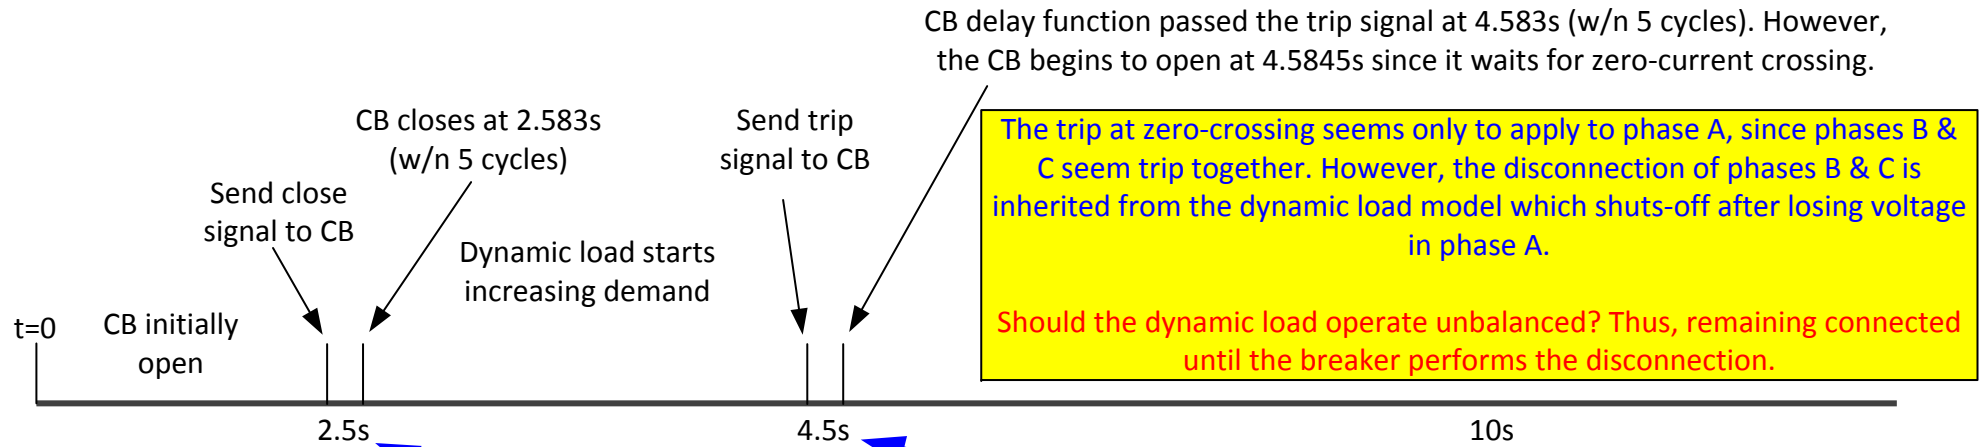 CB delay function passed the trip signal at 4.583s (w/n 5 cycles). However,
the CB begins to open at 4.5845s since it waits for zero-current crossing.
CB closes at 2.583s
(w/n 5 cycles)
Send trip
signal to CB
The trip at zero-crossing seems only to apply to phase A, since phases B &
C seem trip together. However, the disconnection of phases B & C is
inherited from the dynamic load model which shuts-off after losing voltage
in phase A.
Send close
signal to CB
Dynamic load starts
increasing demand
Should the dynamic load operate unbalanced? Thus, remaining connected
until the breaker performs the disconnection.
t=0
CB initially
open
2.5s
4.5s
10s